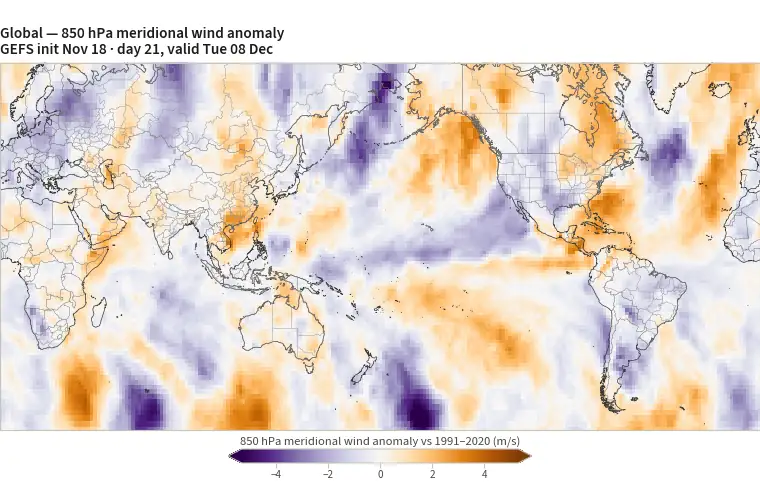 Global — 850 hPa meridional wind anomaly
GEFS init Nov 18 · day 21, valid Tue 08 Dec
850 hPa meridional wind anomaly vs 1991–2020 (m/s)
−4 −2 0 2 4